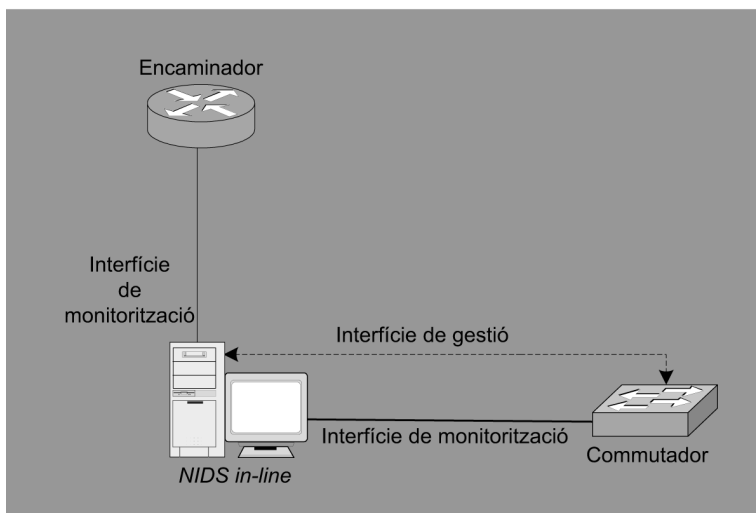 Encaminador
Interfície
de
monitorització
Interfície de gestió
Interfície de monitorització
Commutador
NIDS in-line